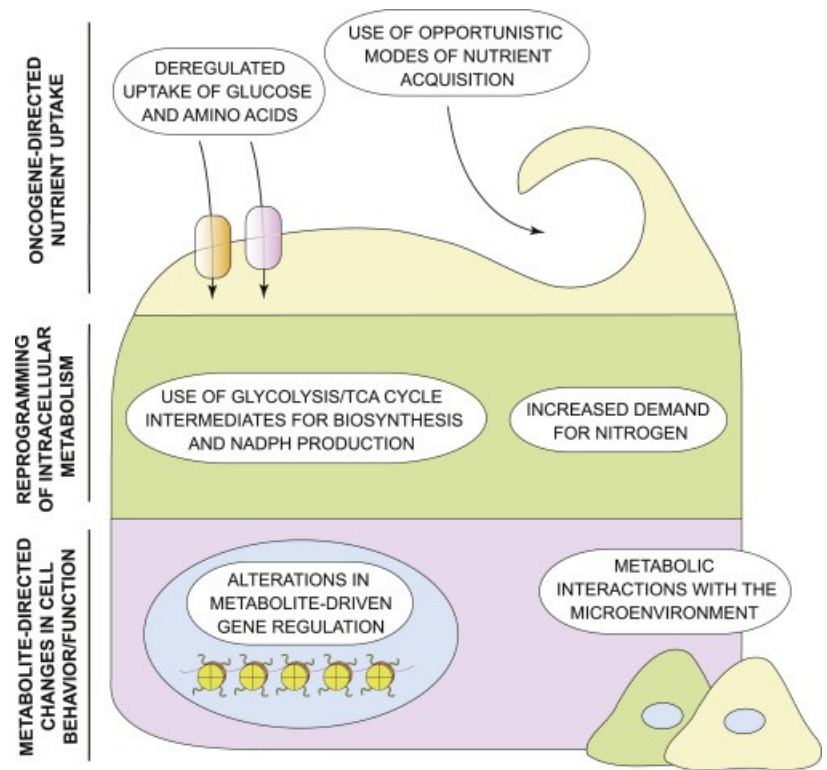 ONCOGENE-DIRECTED
NUTRIENT UPTAKE
DEREGULATED
UPTAKE OF GLUCOSE
AND AMINO ACIDS
USE OF OPPORTUNISTIC
MODES OF NUTRIENT
ACQUISITION
REPROGRAMMING
OF INTRACELLULAR
METABOLISM
USE OF GLYCOLYSIS/TCA CYCLE
INTERMEDIATES FOR BIOSYNTHESIS
AND NADPH PRODUCTION
INCREASED DEMAND
FOR NITROGEN
METABOLITE-DIRECTED
CHANGES IN CELL
BEHAVIOR/FUNCTION
ALTERATIONS IN
METABOLITE-DRIVEN
GENE REGULATION
METABOLIC
INTERACTIONS WITH THE
MICROENVIRONMENT